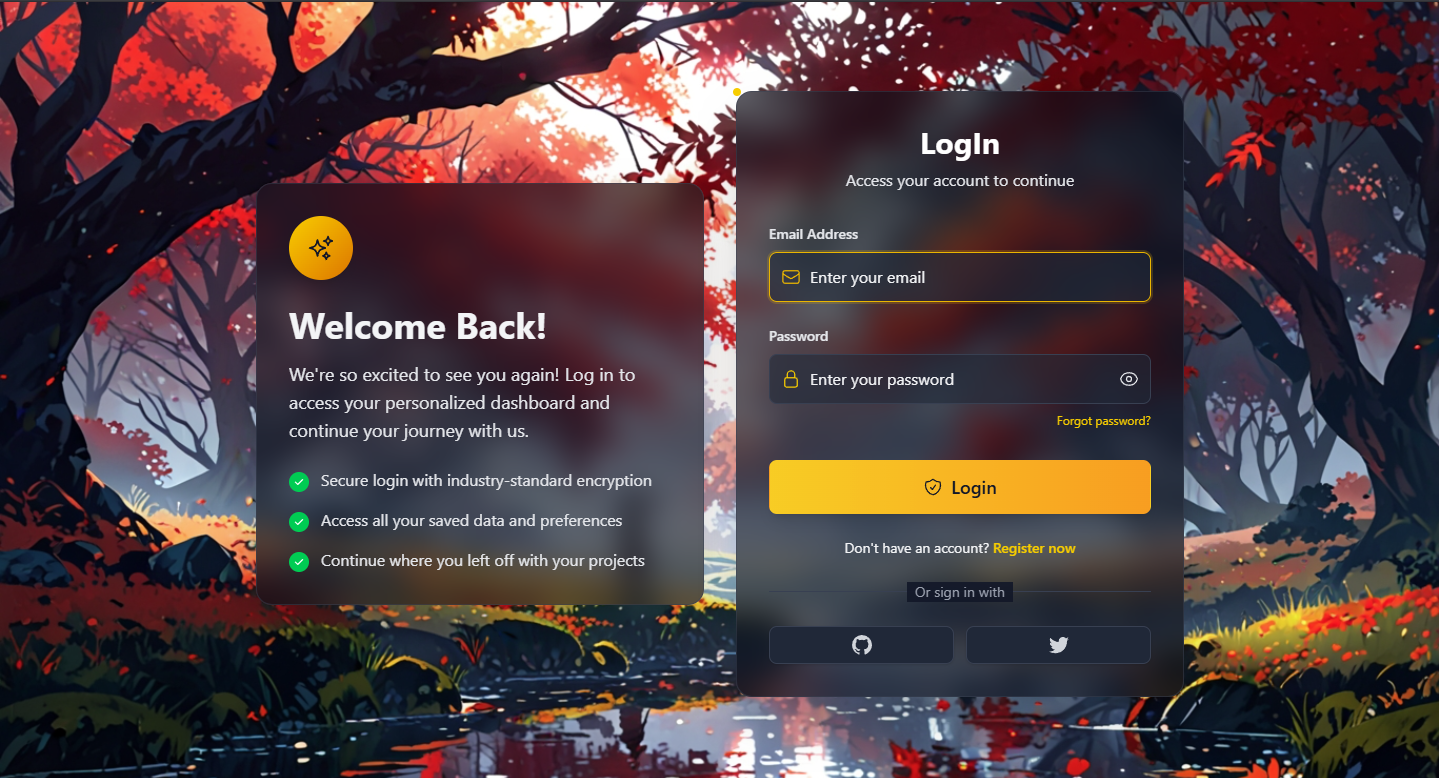 Welcome Back!
We're so excited to see you again! Log in to
access your personalized dashboard and
continue your journey with us.
Secure login with industry-standard encryption
Access all your saved data and preferences
Continue where you left off with your projects
LogIn
Access your account to continue
Email Address
Enter your email
Password
Enter your password
Forgot password?
Login
Don't have an account? Register now
Or sign in with